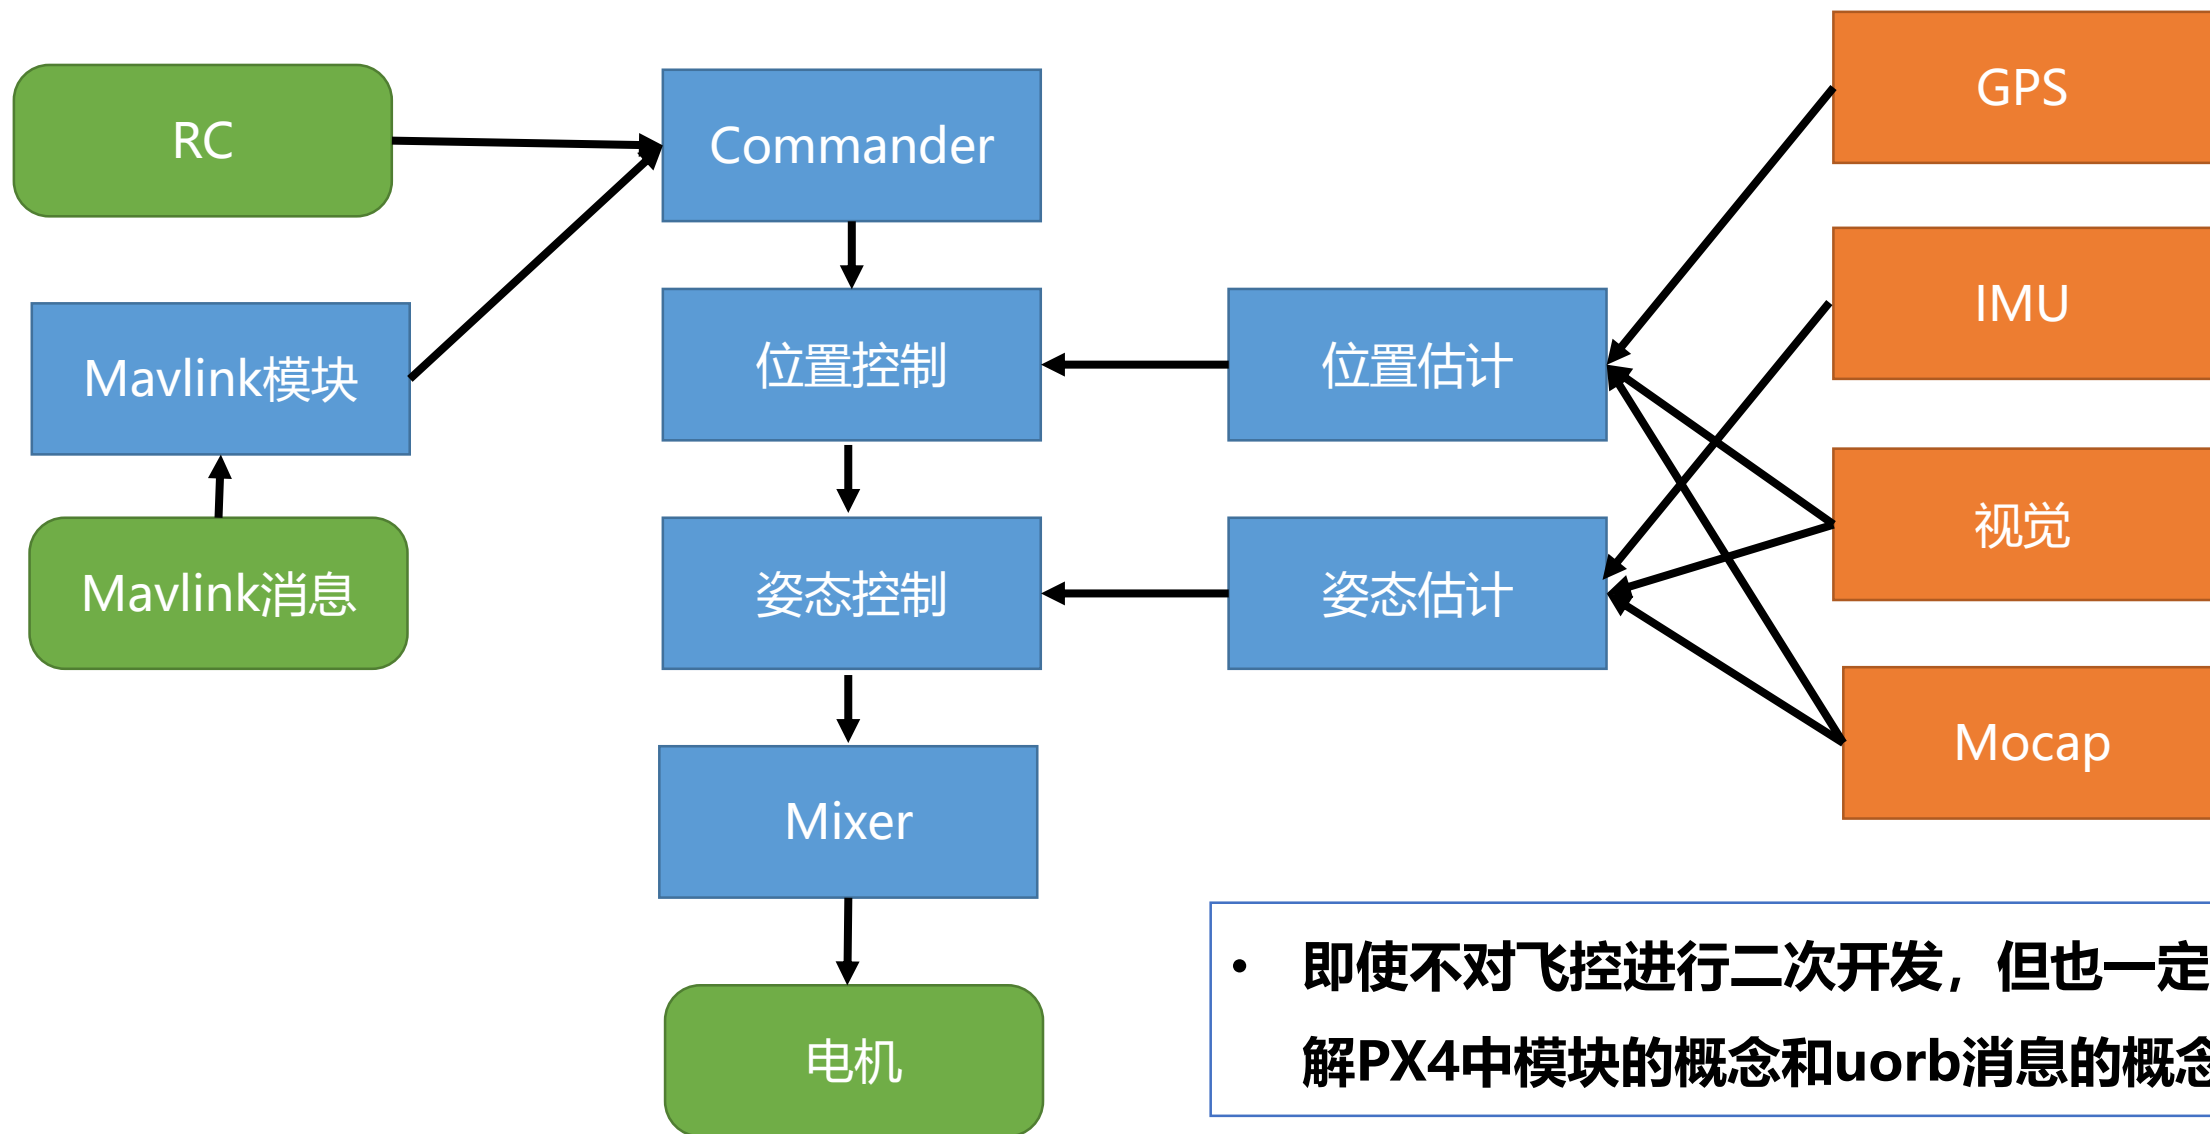 RC
Commander
GPS
Mavlink模块
位置控制
位置估计
IMU
Mavlink消息
姿态控制
姿态估计
视觉
Mixer
Mocap
电机
• 即使不对飞控进行二次开发，但也一定
解PX4中模块的概念和uorb消息的概念